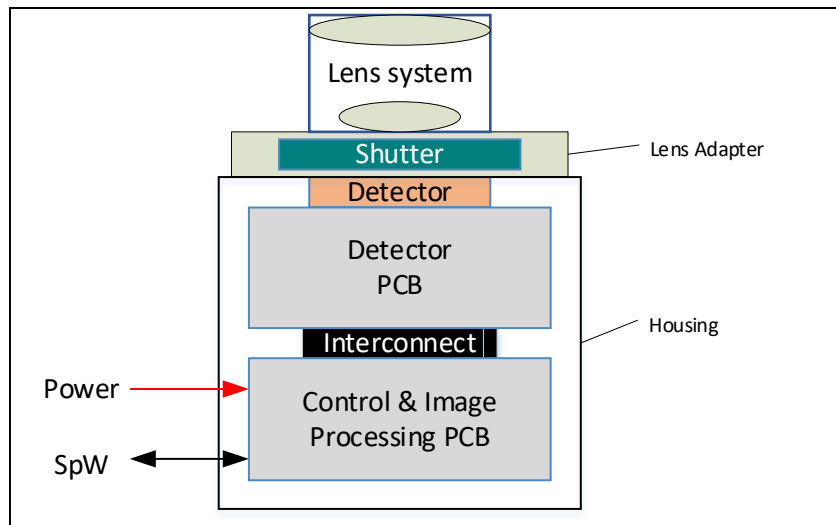 Lens system
Shutter
Lens Adapter
Detector
Detector
PCB
Housing
Interconnect
Power
Control & Image
Processing PCB
SpW